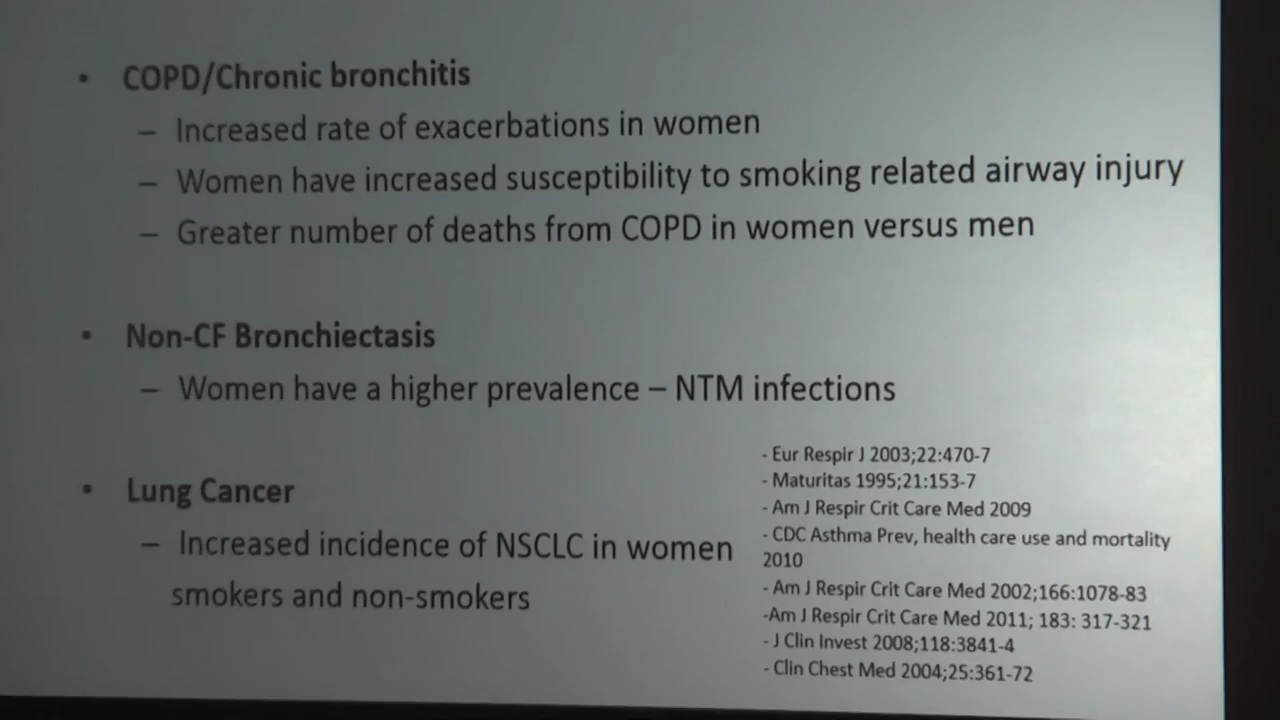 • COPD/Chronic bronchitis
– Increased rate of exacerbations in women
– Women have increased susceptibility to smoking related airway injury
– Greater number of deaths from COPD in women versus men
• Non-CF Bronchiectasis
– Women have a higher prevalence – NTM infections
• Lung Cancer
– Increased incidence of NSCLC in women
smokers and non-smokers
- Eur Respir J 2003;22:470-7
- Maturitas 1995;21:153-7
- Am J Respir Crit Care Med 2009
- CDC Asthma Prev, health care use and mortality
2010
- Am J Respir Crit Care Med 2002;166:1078-83
-Am J Respir Crit Care Med 2011; 183: 317-321
- J Clin Invest 2008;118:3841-4
- Clin Chest Med 2004;25:361-72